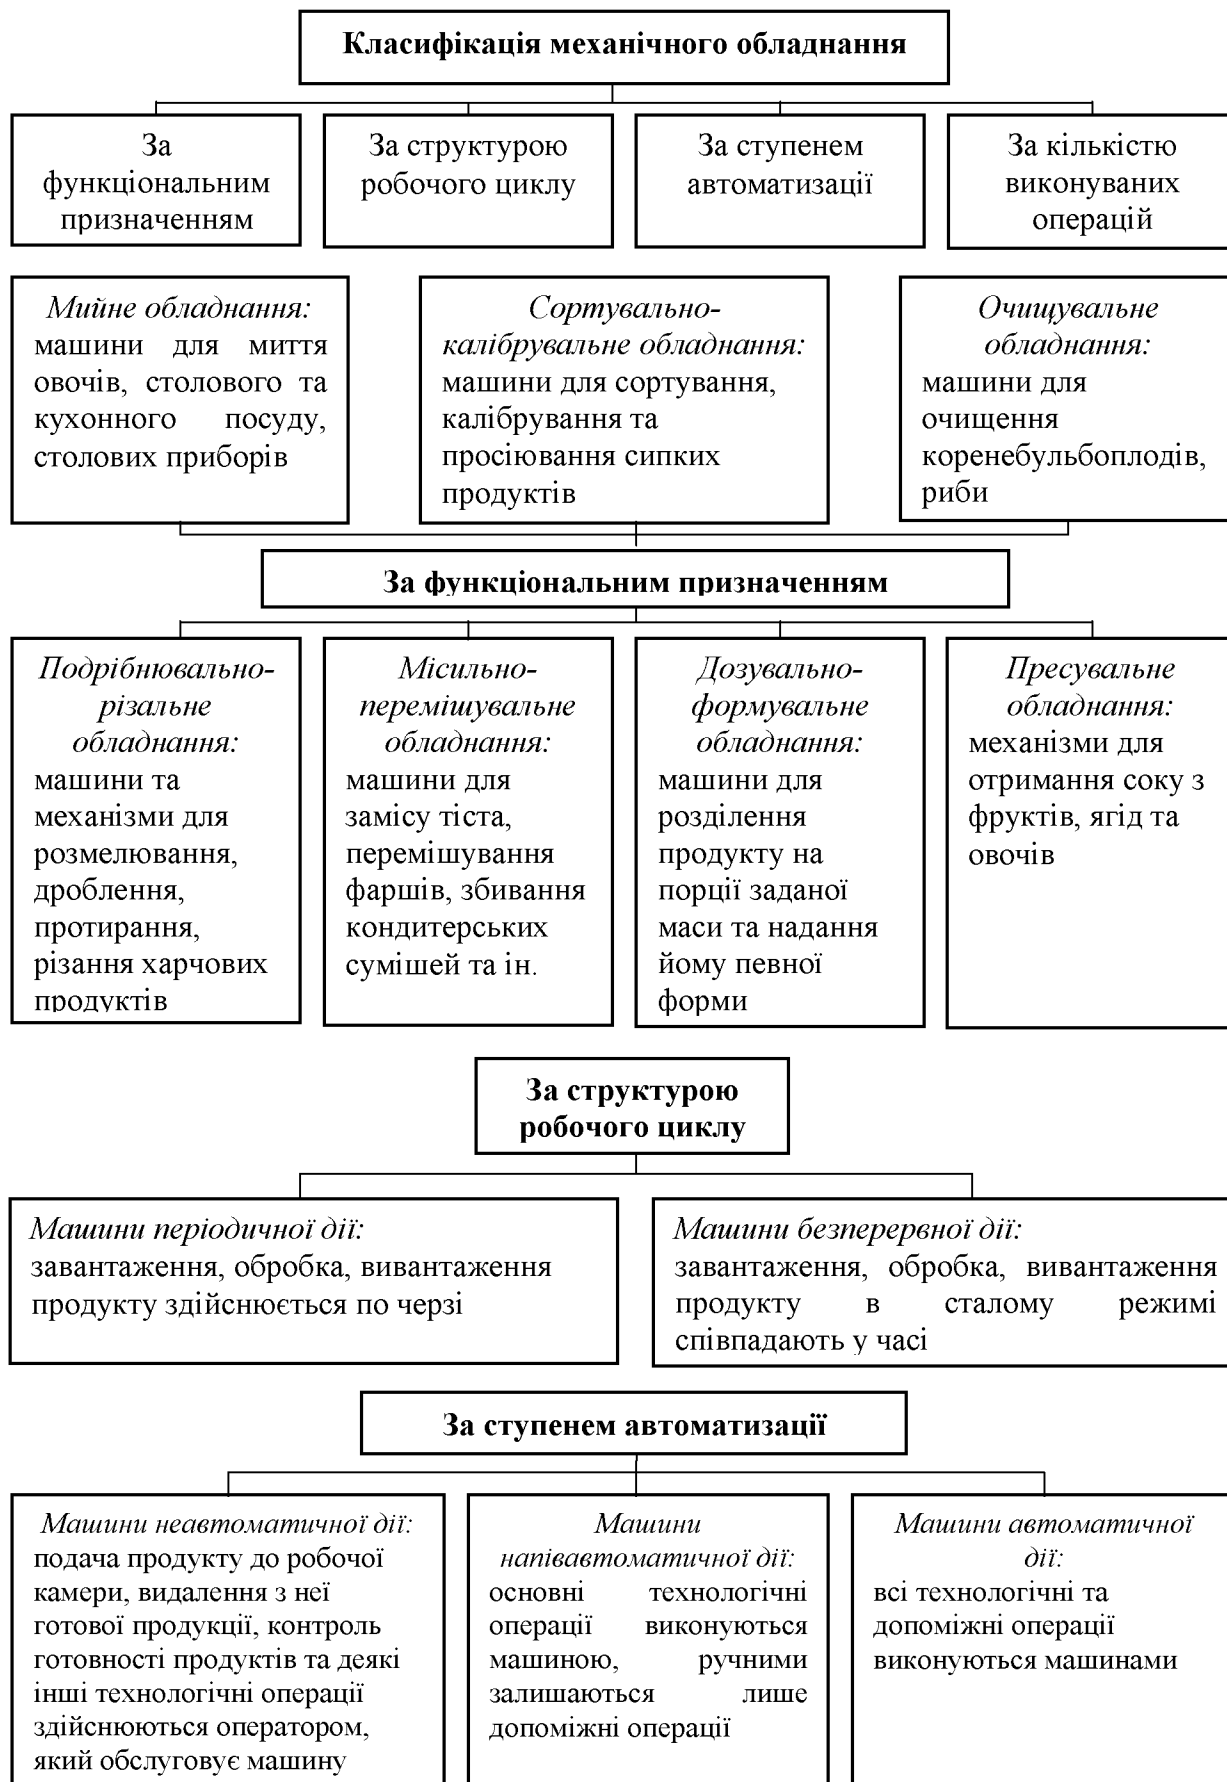 Класифікація механічного обладнання
За
функціональним
призначенням
За структурою
робочого циклу
За ступенем
автоматизації
За кількістю
виконуваних
операцій
Мийне обладнання:
машини для миття
овочів, столового та
кухонного посуду,
столових приборів
Сортувально-
калібрувальне обладнання:
машини для сортування,
калібрування та
просіювання сипких
продуктів
Очищувальне
обладнання:
машини для
очищення
коренебульбоплодів,
риби
За функціональним призначенням
Подрібнювально-
різальне
обладнання:
машини та
механізми для
розмелювання,
дроблення,
протирання,
різання харчових
продуктів
Місильно-
перемішувальне
обладнання:
машини для
замісу тіста,
перемішування
фаршів, збивання
кондитерських
сумішей та ін.
Дозувально-
формувальне
обладнання:
машини для
розділення
продукту на
порції заданої
маси та надання
йому певної
форми
Пресувальне
обладнання:
механізми для
отримання соку з
фруктів, ягід та
овочів
За структурою
робочого циклу
Машини періодичної дії:
завантаження, обробка, вивантаження
продукту здійснюється по черзі
Машини безперервної дії:
завантаження, обробка, вивантаження
продукту в сталому режимі
співпадають у часі
За ступенем автоматизації
Машини неавтоматичної дії:
подача продукту до робочої
камери, видалення з неї
готової продукції, контроль
готовності продуктів та деякі
інші технологічні операції
здійснюються оператором,
який обслуговує машину
Машини
напівавтоматичної дії:
основні технологічні
операції виконуються
машиною, ручними
залишаються лише
допоміжні операції
Машини автоматичної
дії:
всі технологічні та
допоміжні операції
виконуються машинами